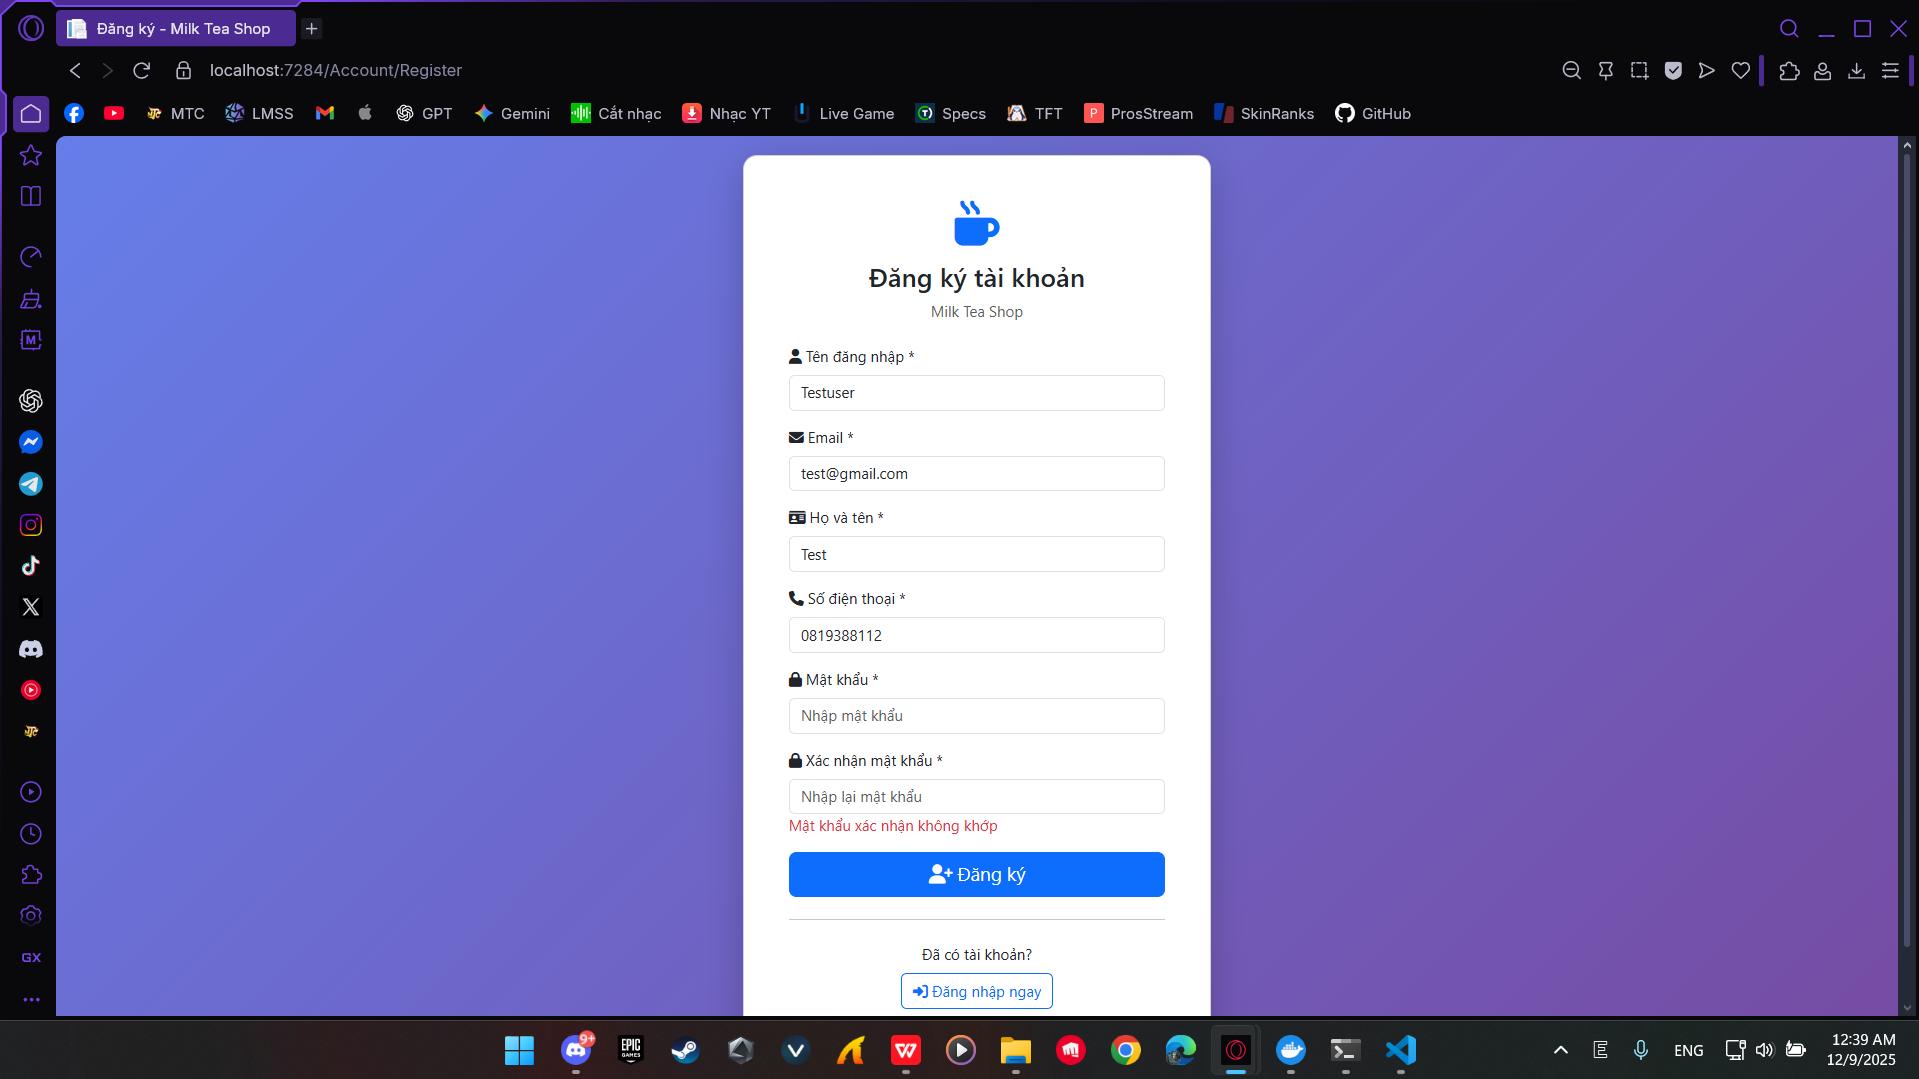 Đăng ký - Milk Tea Shop
localhost:7284/Account/Register
MTC
LMSS
GPT
Gemini
Cắt nhạc
Nhạc YT
Live Game
Specs
P
TFT
ProsStream
SkinRanks
GitHub
M
GX
Đăng ký tài khoản
Milk Tea Shop
Tên đăng nhập *
Testuser
Email *
test@gmail.com
Họ và tên *
Test
Số điện thoại *
0819388112
Mật khẩu *
Nhập mật khẩu
Xác nhận mật khẩu *
Nhập lại mật khẩu
Mật khẩu xác nhận không khớp
Đăng ký
Đã có tài khoản?
Đăng nhập ngay
9+
EPIC
GAMES
E
ENG
12:39 AM
12/9/2025